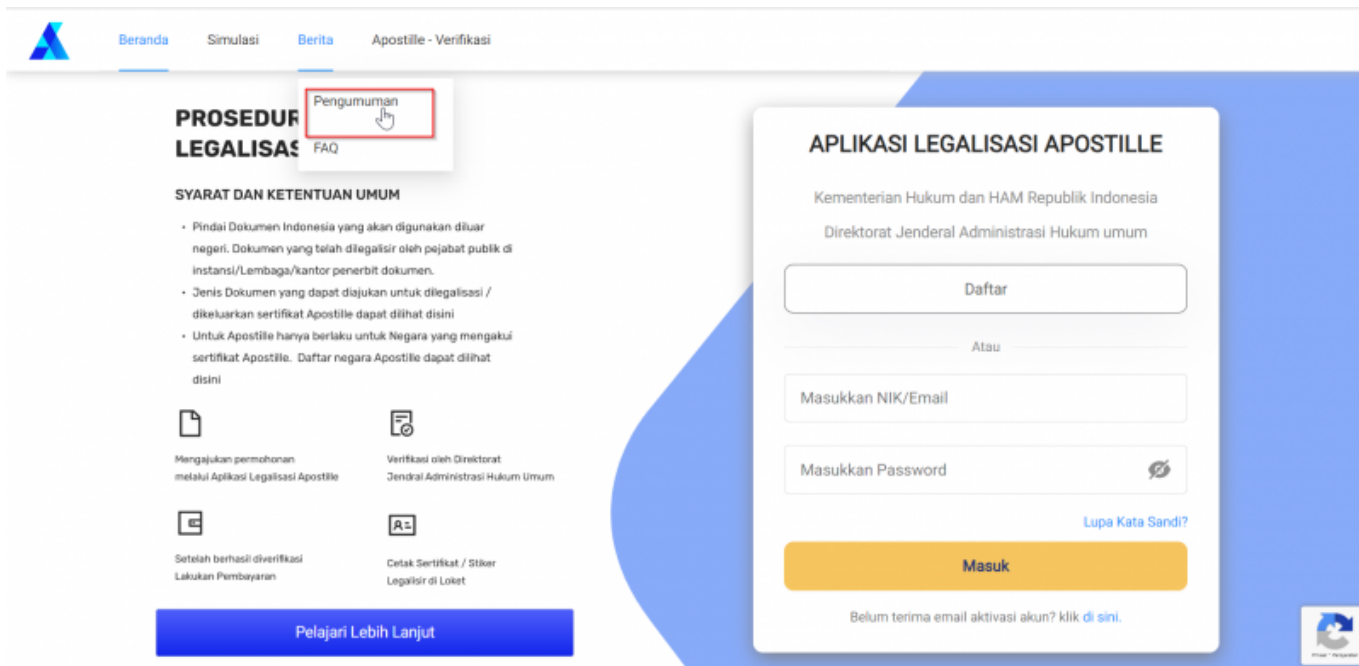 Beranda Simulasi Berita Apostille - Verifikasi
Pengumuman
FAQ
PROSEDUR
LEGALISAS
SYARAT DAN KETENTUAN UMUM
• Pindai Dokumen Indonesia yang akan digunakan diluar
negeri. Dokumen yang telah dilegalisir oleh pejabat publik di
instansi/Lembaga/kantor penerbit dokumen.
• Jenis Dokumen yang dapat diajukan untuk dilegalisasi /
dikeluarkan sertifikat Apostille dapat dilihat disini
• Untuk Apostille hanya berlaku untuk Negara yang mengakui
sertifikat Apostille. Daftar negara Apostille dapat dilihat
disini
Mengajukan permohonan
melalui Aplikasi Legalisasi Apostille
Verifikasi oleh Direktorat
Jendral Administrasi Hukum Umum
Setelah berhasil diverifikasi
Lakukan Pembayaran
Cetak Sertifikat / Stiker
Legalisir di Loket
Pelajari Lebih Lanjut
APLIKASI LEGALISASI APOSTILLE
Kementerian Hukum dan HAM Republik Indonesia
Direktorat Jenderal Administrasi Hukum umum
Daftar
Atau
Masukkan NIK/Email
Masukkan Password
Lupa Kata Sandi?
Masuk
Belum terima email aktivasi akun? klik di sini.